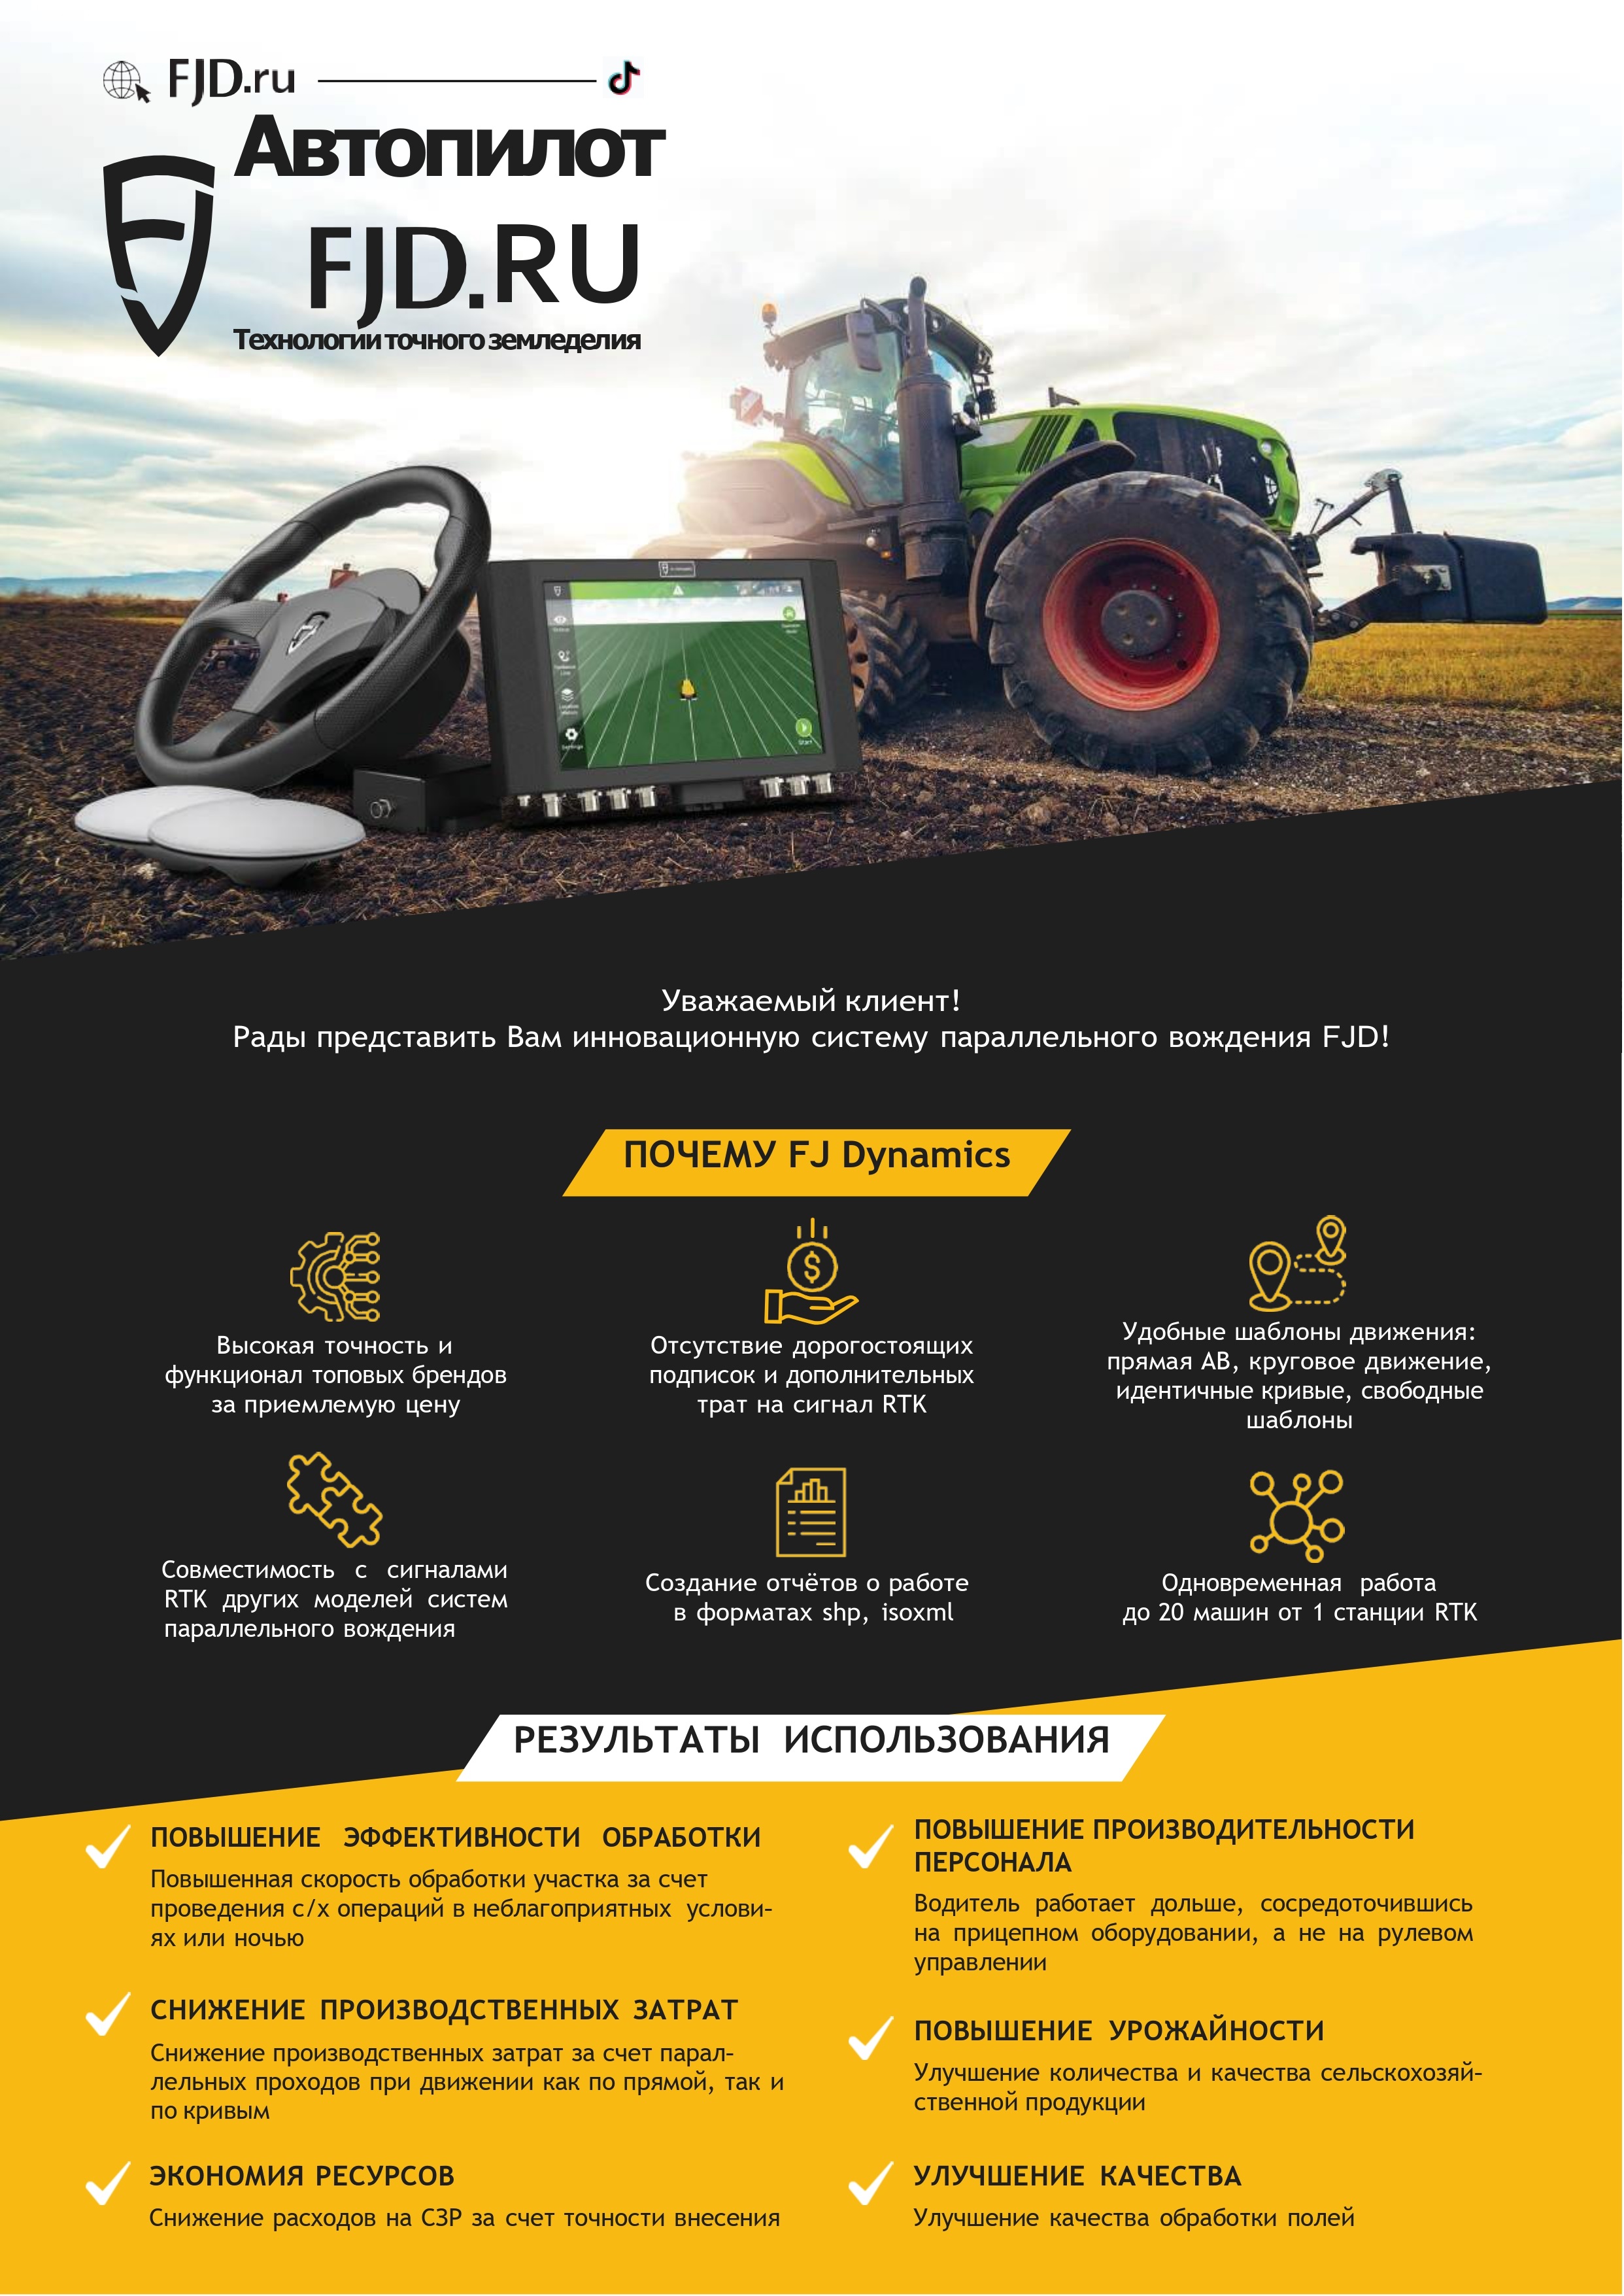 FJD.ru
Автопилот
FJD.RU
Технологии точного земледелия
Start
Уважаемый клиент!
Рады представить Вам инновационную систему параллельного вождения FJD!
ПОЧЕМУ FJ Dynamics
Высокая точность и
функционал топовых брендов
за приемлемую цену
Отсутствие дорогостоящих
подписок и дополнительных
трат на сигнал RTK
Удобные шаблоны движения:
прямая AB, круговое движение,
идентичные кривые, свободные
шаблоны
Совместимость с сигналами
RTK других моделей систем
параллельного вождения
Создание отчётов о работе
в форматах shp, isoxml
Одновременная работа
до 20 машин от 1 станции RTK
РЕЗУЛЬТАТЫ ИСПОЛЬЗОВАНИЯ
ПОВЫШЕНИЕ ЭФФЕКТИВНОСТИ ОБРАБОТКИ
Повышенная скорость обработки участка за счет
проведения с/х операций в неблагоприятных услови-
ях или ночью
СНИЖЕНИЕ ПРОИЗВОДСТВЕННЫХ ЗАТРАТ
Снижение производственных затрат за счет парал-
лельных проходов при движении как по прямой, так и
по кривым
ЭКОНОМИЯ РЕСУРСОВ
Снижение расходов на СЗР за счет точности внесения
ПОВЫШЕНИЕ ПРОИЗВОДИТЕЛЬНОСТИ
ПЕРСОНАЛА
Водитель работает дольше, сосредоточившись
на прицепном оборудовании, а не на рулевом
управлении
ПОВЫШЕНИЕ УРОЖАЙНОСТИ
Улучшение количества и качества сельскохозяй-
ственной продукции
УЛУЧШЕНИЕ КАЧЕСТВА
Улучшение качества обработки полей